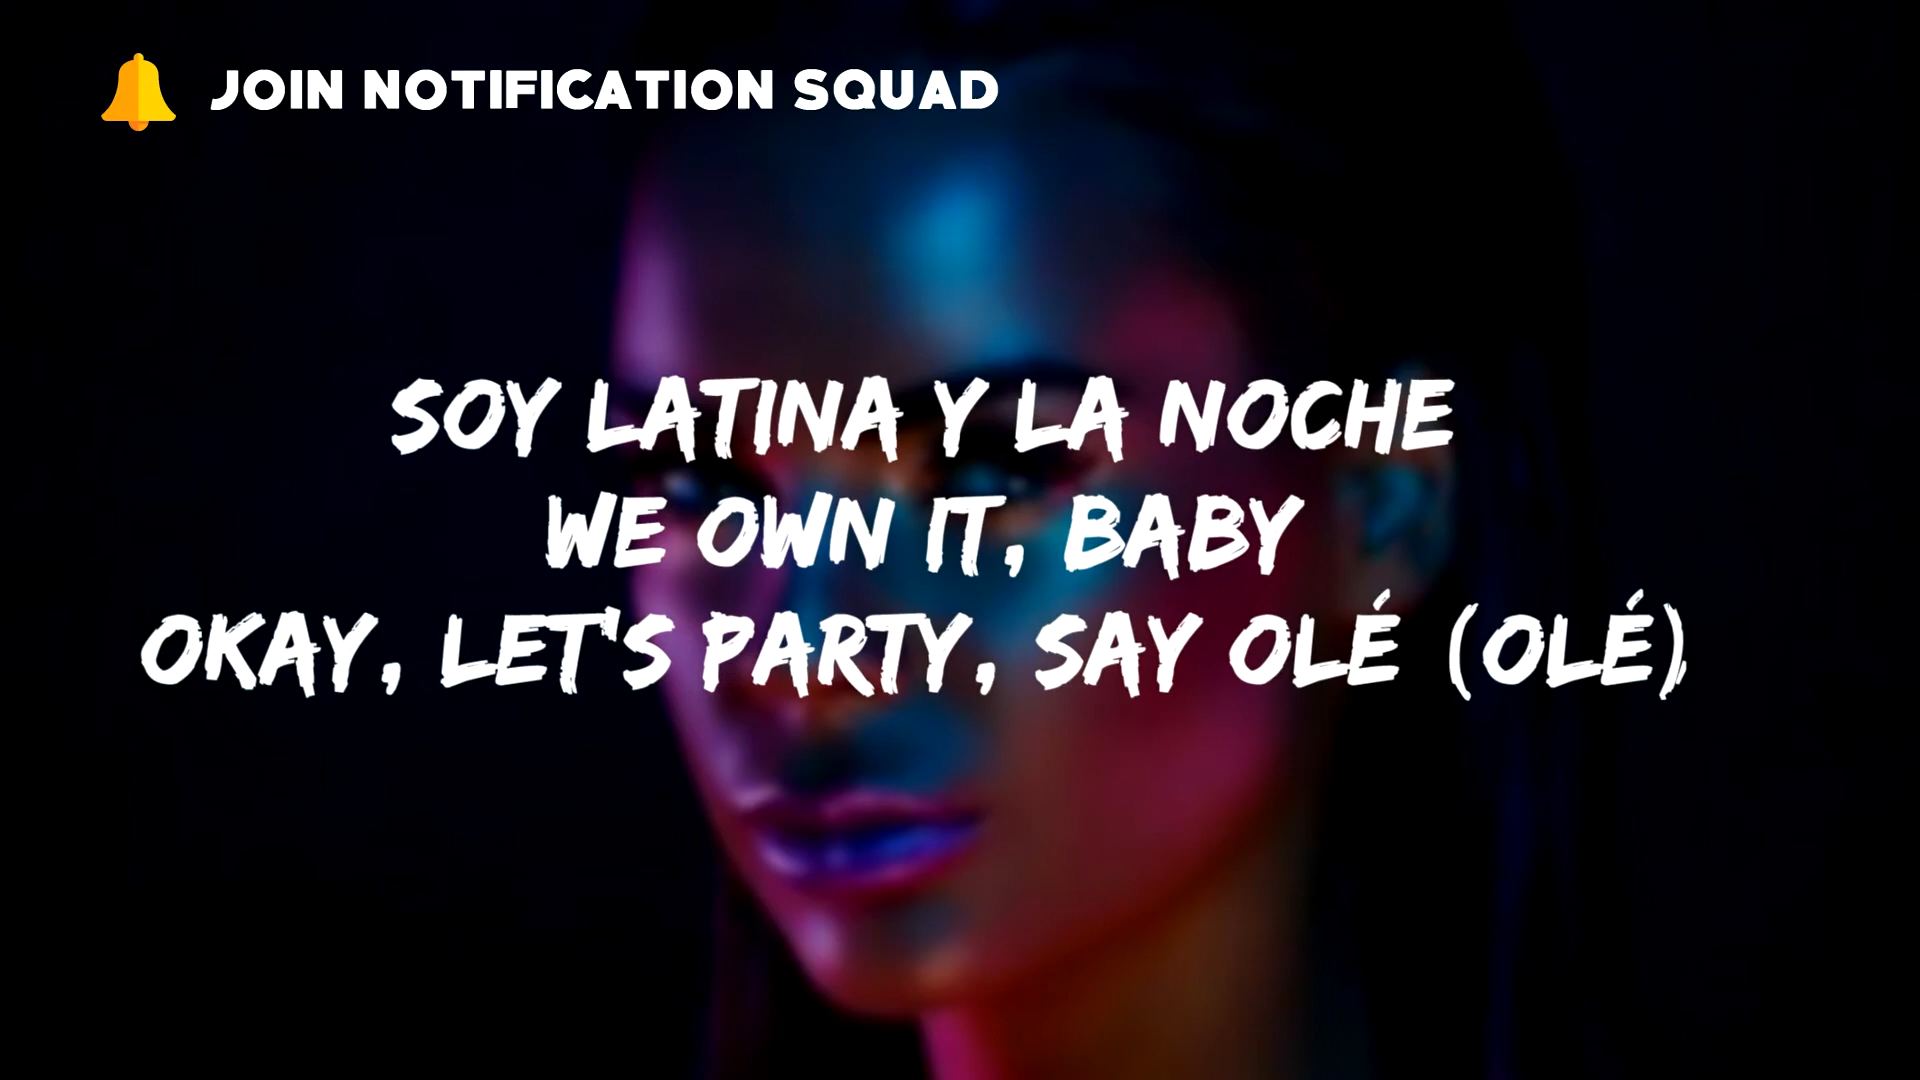 JOIN NOTIFICATION SQUAD
SOY LATINA Y LA NOCHE
WE OWN IT, BABY
OKAY, LET'S PARTY, SAY OLÉ (OLÉ)